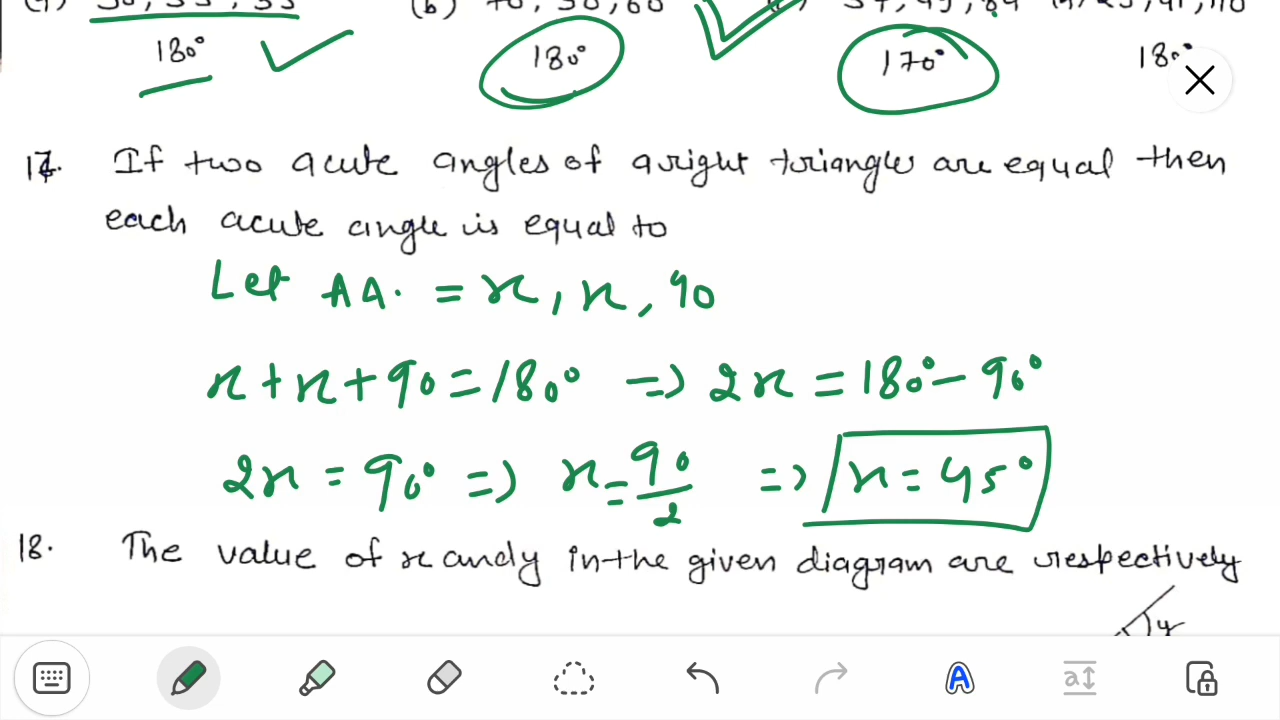 180° 180° 170° 180°
17. If two acute angles of a right triangle are equal then
each acute angle is equal to
Let AA. = x, x, 90
x + x + 90 = 180° => 2x = 180° - 90°
2x = 90° => x = 90/2 => x = 45°
18. The value of x and y in the given diagram are respectively
y
A a